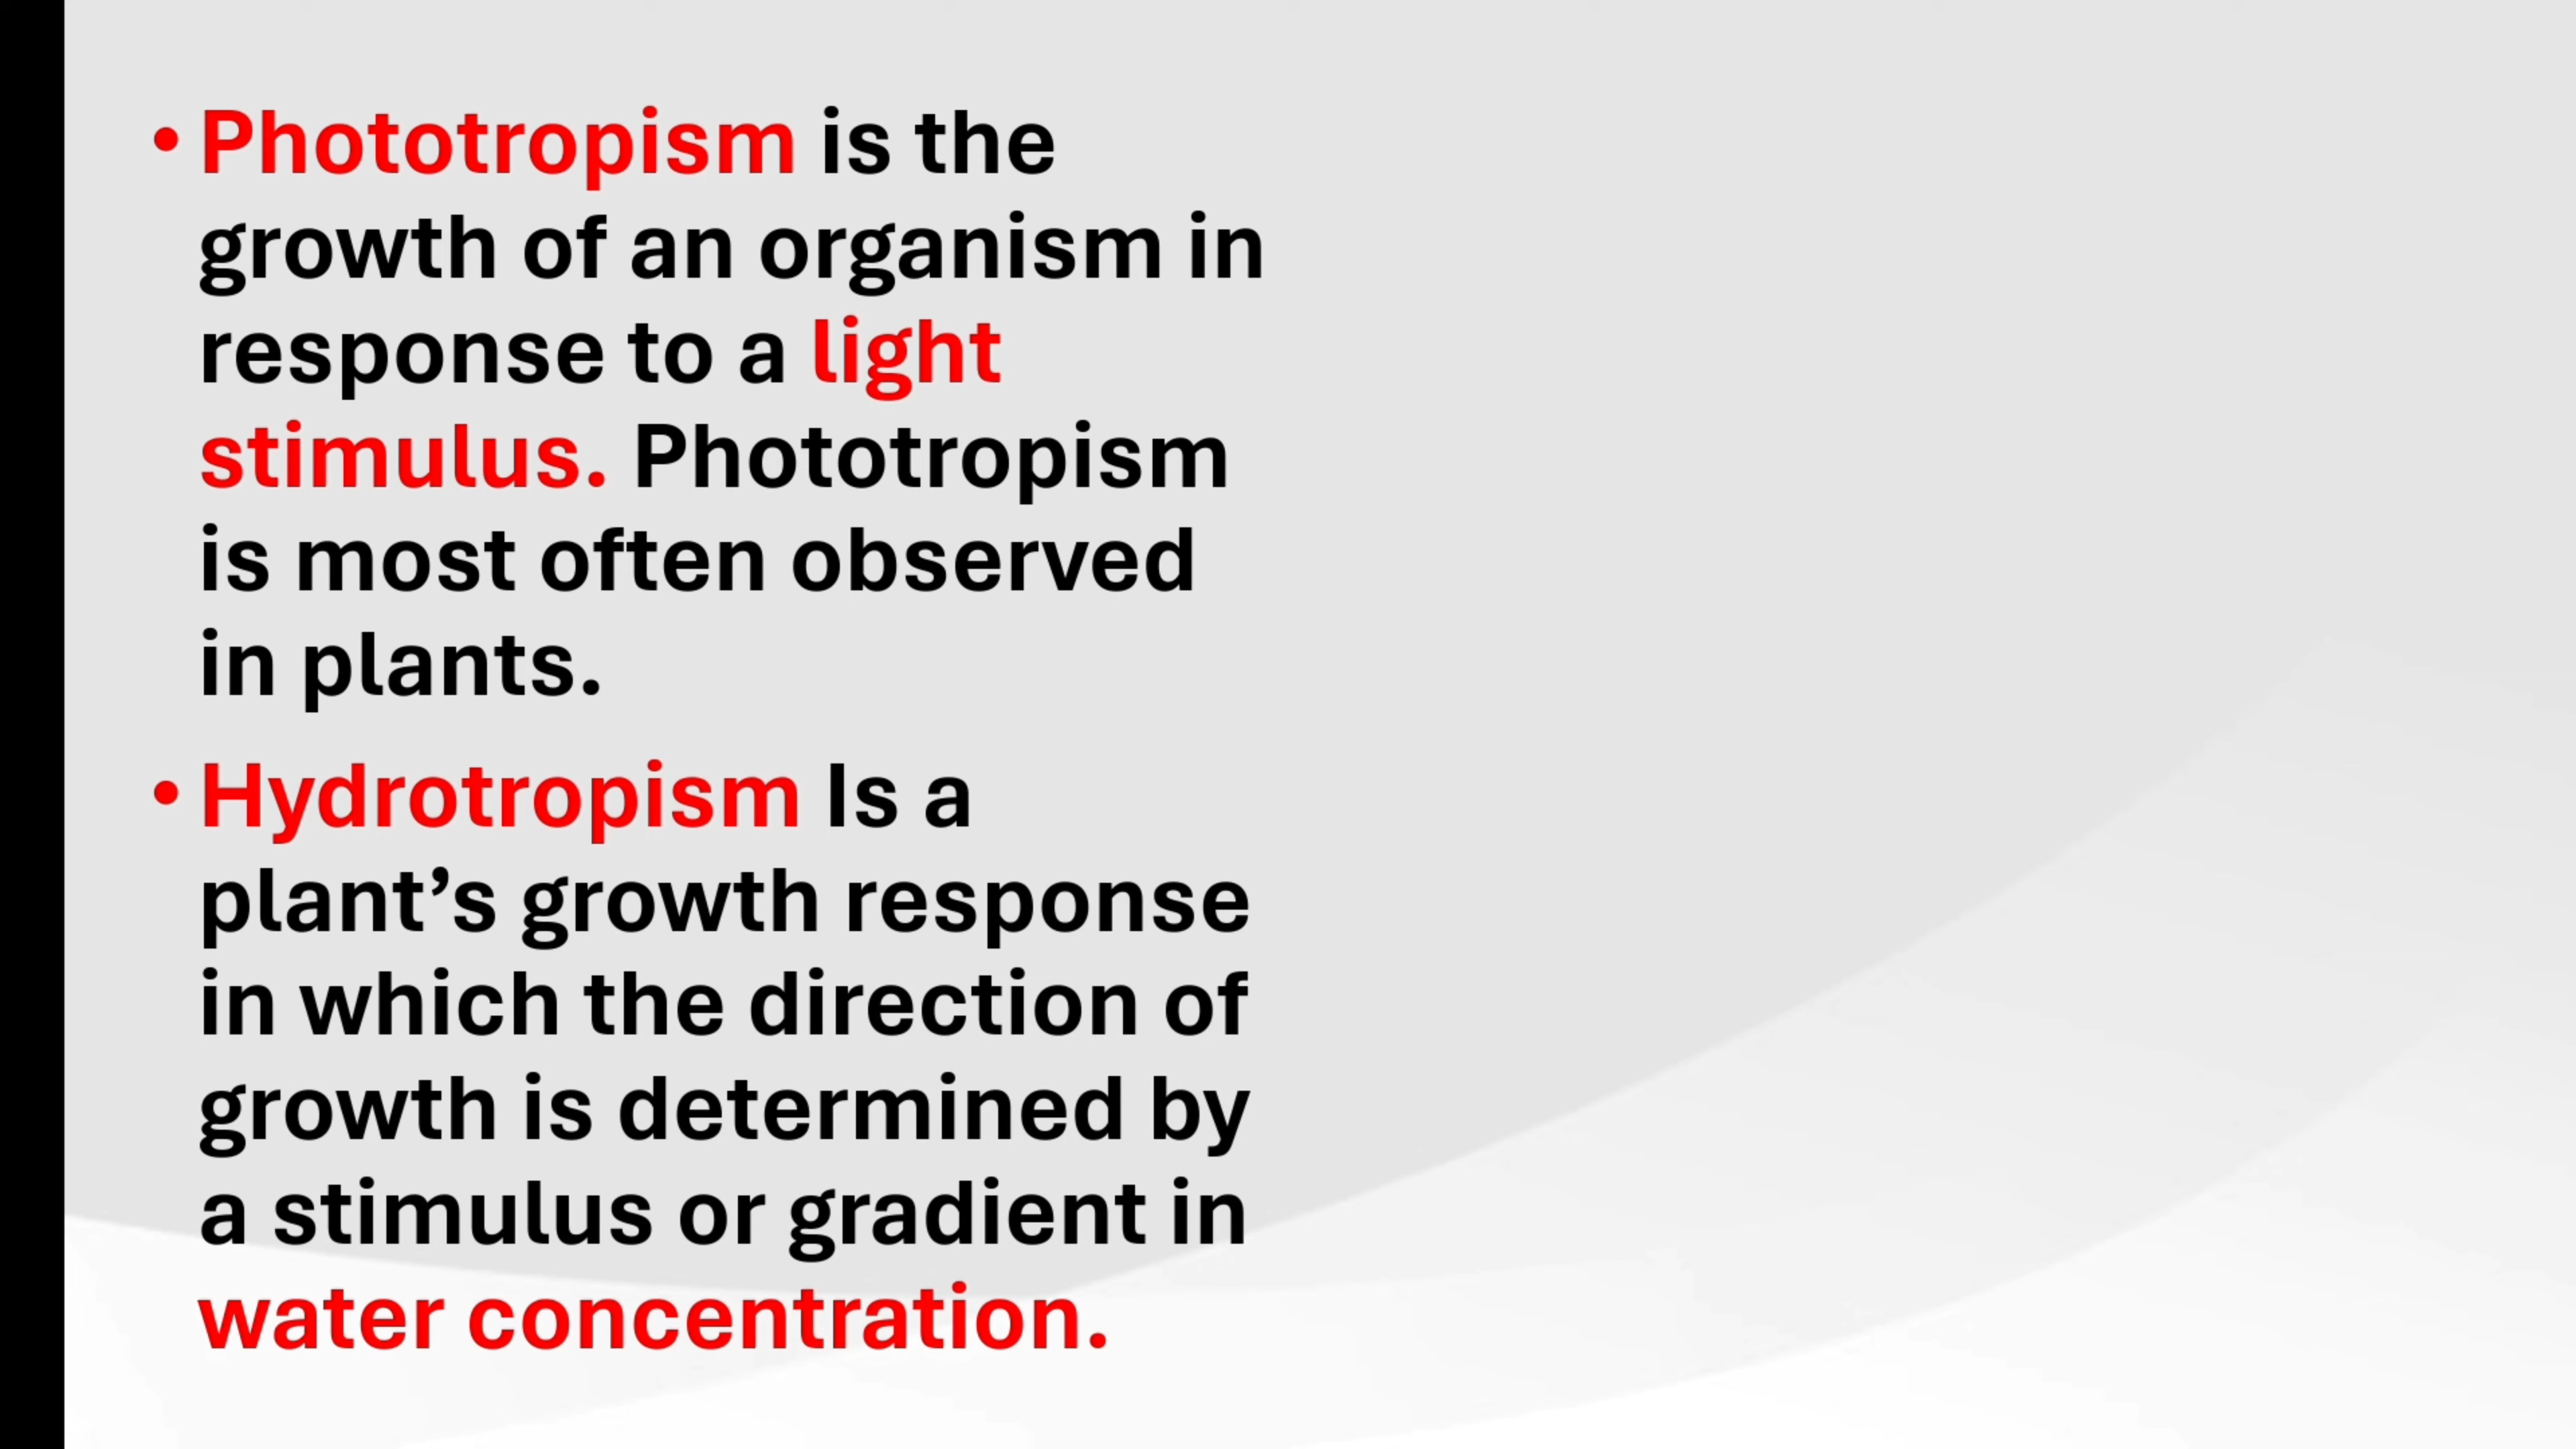 • Phototropism is the
growth of an organism in
response to a light
stimulus. Phototropism
is most often observed
in plants.
• Hydrotropism Is a
plant’s growth response
in which the direction of
growth is determined by
a stimulus or gradient in
water concentration.